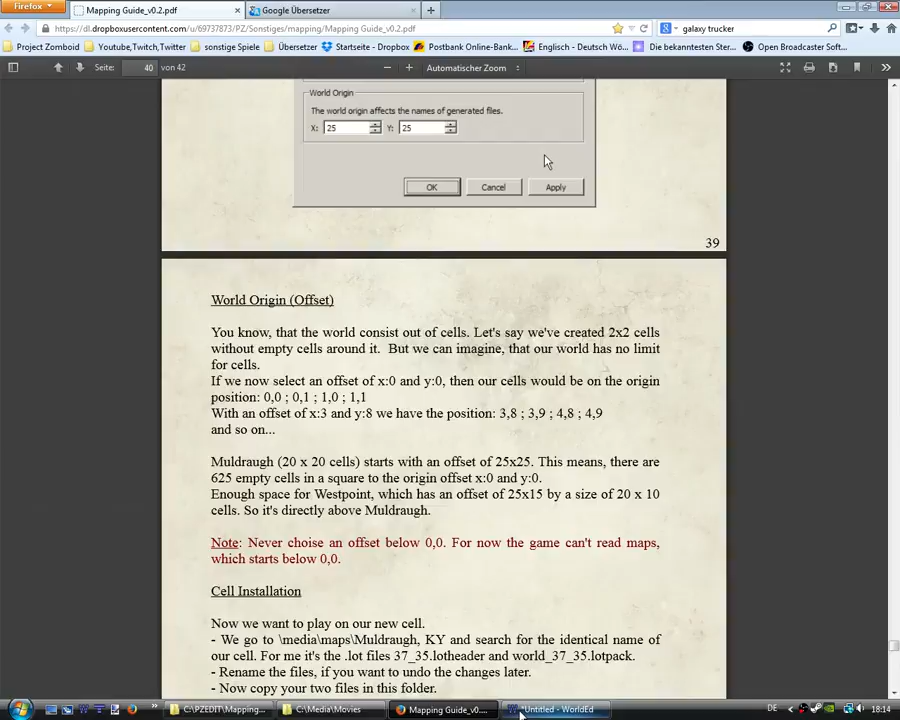 Firefox
Mapping Guide_v0.2.pdf
Google Übersetzer
https://dl.dropboxusercontent.com/u/69737873/PZ/Sonstiges/mapping/Mapping Guide_v0.2.pdf
galaxy trucker
Project Zomboid
Youtube,Twitch,Twitter
sonstige Spiele
Übersetzer
Startseite - Dropbox
Postbank Online-Bank...
Englisch - Deutsch Wö...
Die bekanntesten Ster...
Open Broadcaster Soft...
Seite: 40 von 42
Automatischer Zoom
World Origin
The world origin affects the names of generated files.
X: 25 Y: 25
OK Cancel Apply
39
World Origin (Offset)
You know, that the world consist out of cells. Let's say we've created 2x2 cells
without empty cells around it. But we can imagine, that our world has no limit
for cells.
If we now select an offset of x:0 and y:0, then our cells would be on the origin
position: 0,0 ; 0,1 ; 1,0 ; 1,1
With an offset of x:3 and y:8 we have the position: 3,8 ; 3,9 ; 4,8 ; 4,9
and so on...
Muldraugh (20 x 20 cells) starts with an offset of 25x25. This means, there are
625 empty cells in a square to the origin offset x:0 and y:0.
Enough space for Westpoint, which has an offset of 25x15 by a size of 20 x 10
cells. So it's directly above Muldraugh.
Note: Never choise an offset below 0,0. For now the game can't read maps,
which starts below 0,0.
Cell Installation
Now we want to play on our new cell.
- We go to \media\maps\Muldraugh, KY and search for the identical name of
our cell. For me it's the .lot files 37_35.lotheader and world_37_35.lotpack.
- Rename the files, if you want to undo the changes later.
- Now copy your two files in this folder.
C:\PZEDIT\Mapping...
C:\Media\Movies
Mapping Guide_v0....
*Untitled - WorldEd
DE
18:14